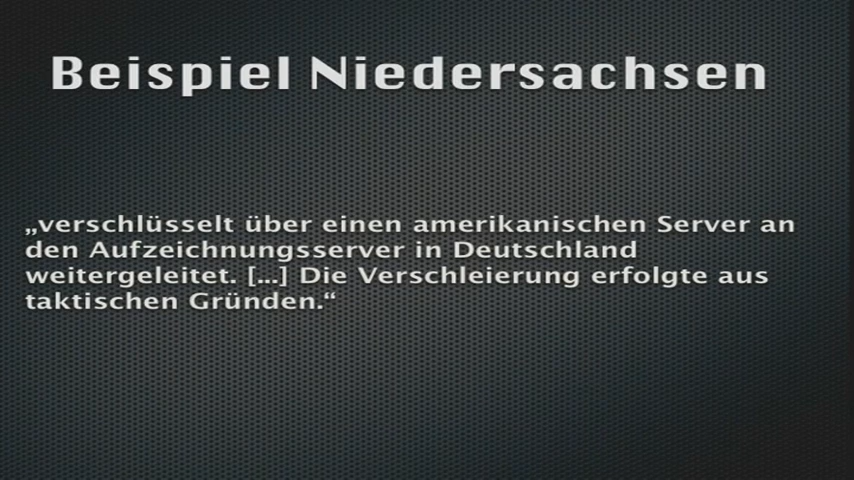 Beispiel Niedersachsen
„verschlüsselt über einen amerikanischen Server an
den Aufzeichnungsserver in Deutschland
weitergeleitet. [...] Die Verschleierung erfolgte aus
taktischen Gründen.“